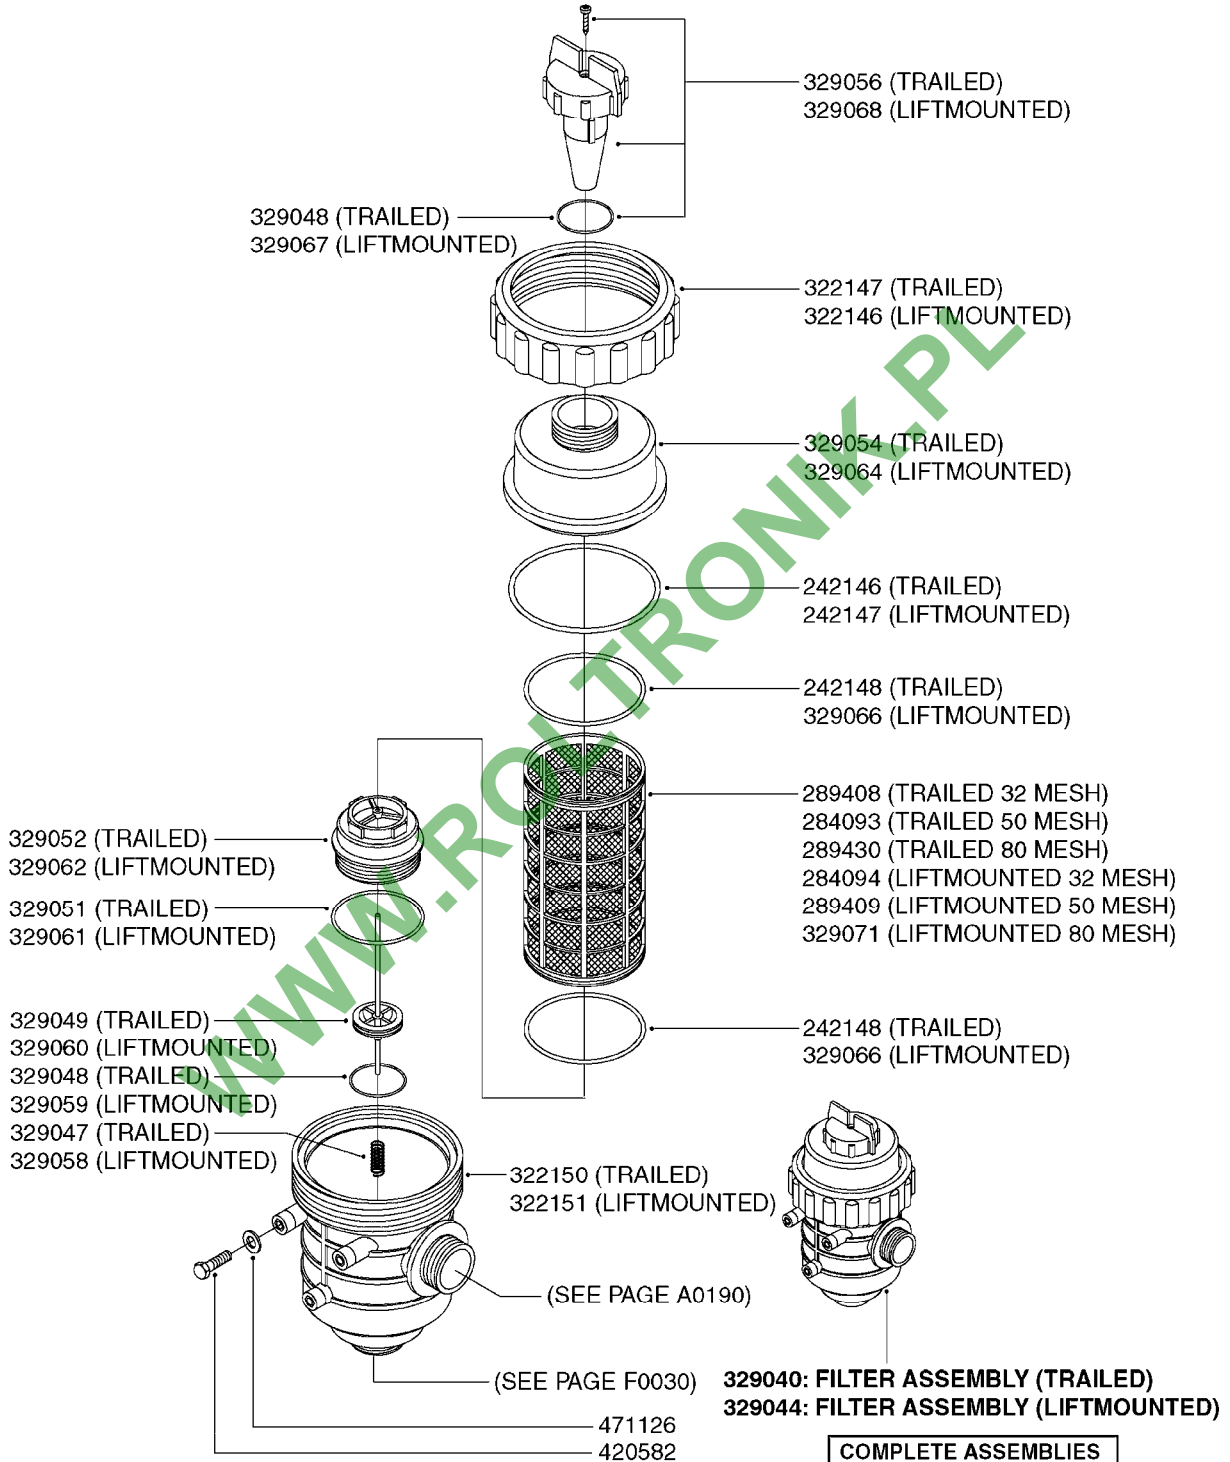 329056 (TRAILED)
329068 (LIFTMOUNTED)
329048 (TRAILED)
329067 (LIFTMOUNTED)
322147 (TRAILED)
322146 (LIFTMOUNTED)
329054 (TRAILED)
329064 (LIFTMOUNTED)
242146 (TRAILED)
242147 (LIFTMOUNTED)
242148 (TRAILED)
329066 (LIFTMOUNTED)
289408 (TRAILED 32 MESH)
284093 (TRAILED 50 MESH)
289430 (TRAILED 80 MESH)
284094 (LIFTMOUNTED 32 MESH)
289409 (LIFTMOUNTED 50 MESH)
329071 (LIFTMOUNTED 80 MESH)
329052 (TRAILED)
329062 (LIFTMOUNTED)
329051 (TRAILED)
329061 (LIFTMOUNTED)
329049 (TRAILED)
329060 (LIFTMOUNTED)
329048 (TRAILED)
329059 (LIFTMOUNTED)
329047 (TRAILED)
329058 (LIFTMOUNTED)
242148 (TRAILED)
329066 (LIFTMOUNTED)
322150 (TRAILED)
322151 (LIFTMOUNTED)
(SEE PAGE A0190)
(SEE PAGE F0030)
471126
420582
329040: FILTER ASSEMBLY (TRAILED)
329044: FILTER ASSEMBLY (LIFTMOUNTED)
COMPLETE ASSEMBLIES
WWW.ROLTRONIK.PL